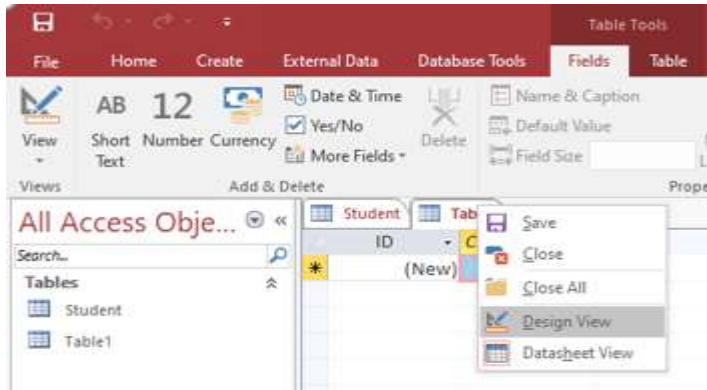 Table Tools
File Home Create External Data Database Tools Fields Table
View
Views
AB Short Text
12 Number
Currency
Date & Time
Yes/No
More Fields
Delete
Add & Delete
Name & Caption
Default Value
Field Size
Prope
All Access Obje...
Search...
Tables
Student
Table1
Student Tab
ID C
(New)
Save
Close
Close All
Design View
Datasheet View